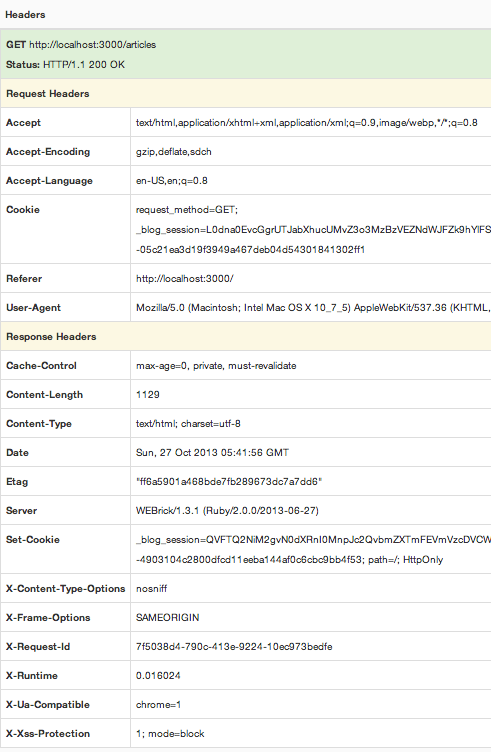 Headers
GET http://localhost:3000/articles
Status: HTTP/1.1 200 OK
Request Headers
Accept text/html,application/xhtml+xml,application/xml;q=0.9,image/webp,*/*;q=0.8
Accept-Encoding gzip,deflate,sdch
Accept-Language en-US,en;q=0.8
Cookie request_method=GET;
_blog_session=L0dna0EvcGgrUTJabXhucUMvZ3o3MzBzVEZNdWJFZk9hYlFS
-05c21ea3d19f3949a467deb04d54301841302ff1
Referer http://localhost:3000/
User-Agent Mozilla/5.0 (Macintosh; Intel Mac OS X 10_7_5) AppleWebKit/537.36 (KHTML,
Response Headers
Cache-Control max-age=0, private, must-revalidate
Content-Length 1129
Content-Type text/html; charset=utf-8
Date Sun, 27 Oct 2013 05:41:56 GMT
Etag "ff6a5901a468bde7fb289673dc7a7dd6"
Server WEBrick/1.3.1 (Ruby/2.0.0/2013-06-27)
Set-Cookie _blog_session=QVFTQ2NiM2gvN0dXRnI0MnpJc2QvbmZXTmFEVmVzcDVCW
-4903104c2800dfcd11eeba144af0c6cbc9bb4f53; path=/; HttpOnly
X-Content-Type-Options nosniff
X-Frame-Options SAMEORIGIN
X-Request-Id 7f5038d4-790c-413e-9224-10ec973bedfe
X-Runtime 0.016024
X-Ua-Compatible chrome=1
X-Xss-Protection 1; mode=block